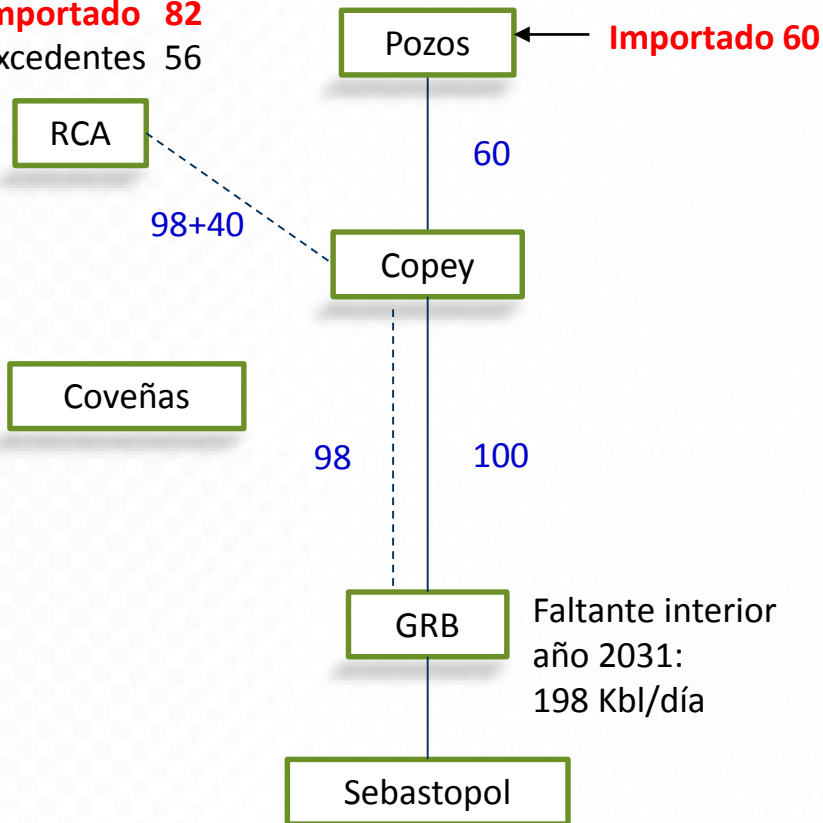 mportado 82
xcedentes 56
Pozos
Importado 60
RCA
60
98+40
Copey
Coveñas
98
100
GRB
Faltante interior
año 2031:
198 Kbl/día
Sebastopol